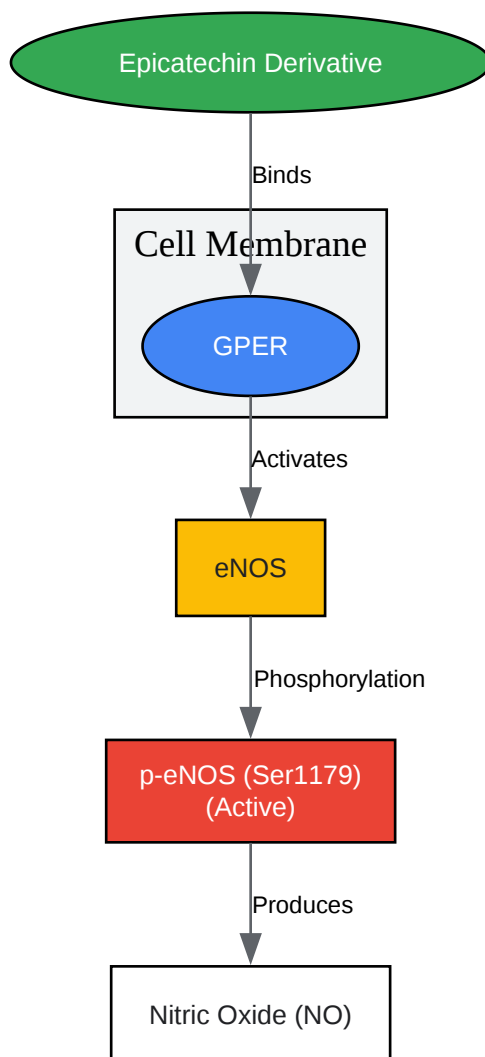 Epicatechin Derivative
Binds
Cell Membrane
GPER
Activates
eNOS
Phosphorylation
p-eNOS (Ser1179)
(Active)
Produces
Nitric Oxide (NO)